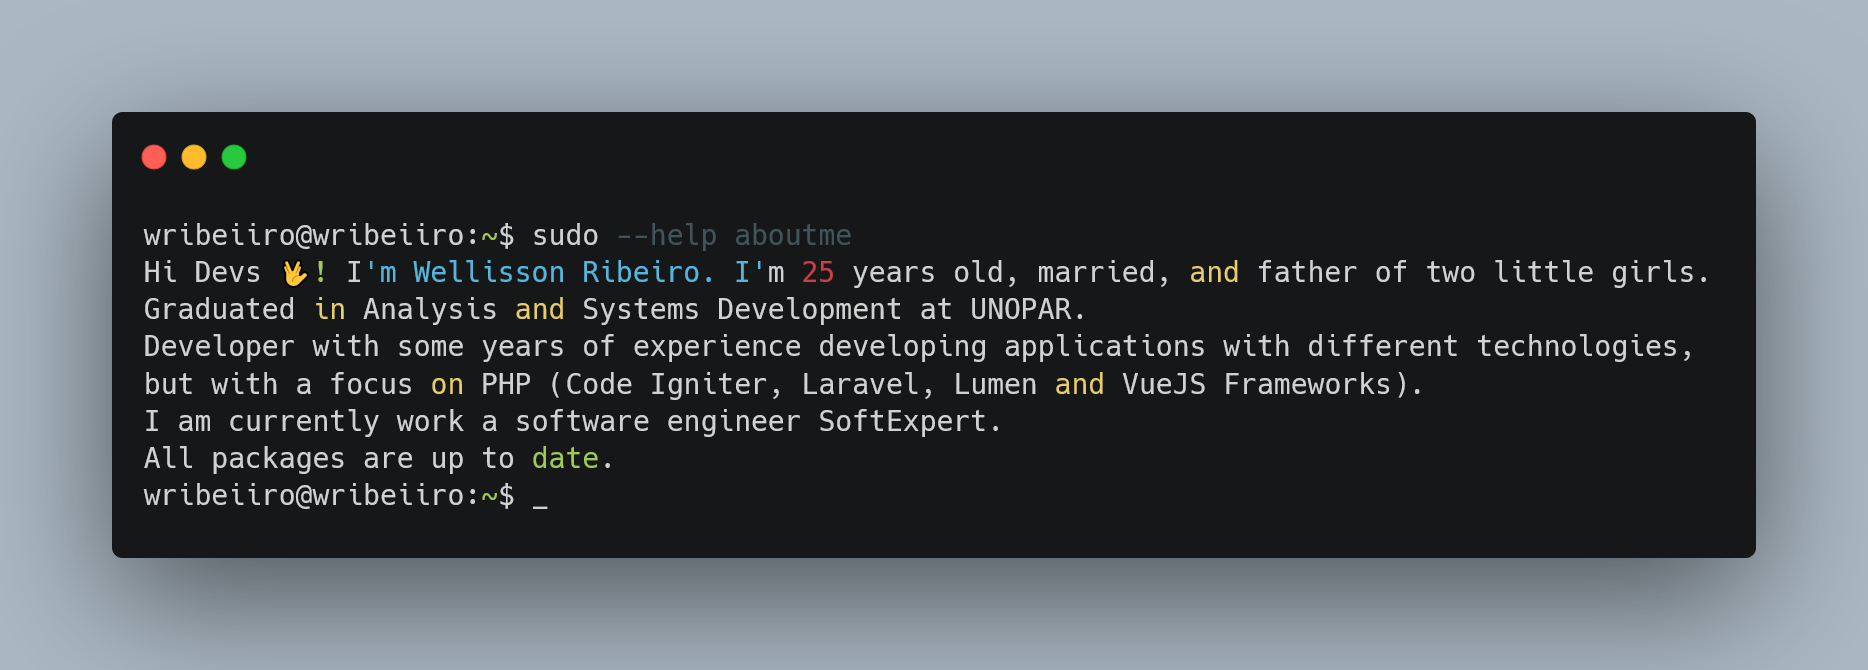 wribeiiro@wribeiiro:~$ sudo --help aboutme
Hi Devs 🖖! I'm Wellisson Ribeiro. I'm 25 years old, married, and father of two little girls.
Graduated in Analysis and Systems Development at UNOPAR.
Developer with some years of experience developing applications with different technologies,
but with a focus on PHP (Code Igniter, Laravel, Lumen and VueJS Frameworks).
I am currently work a software engineer SoftExpert.
All packages are up to date.
wribeiiro@wribeiiro:~$ _